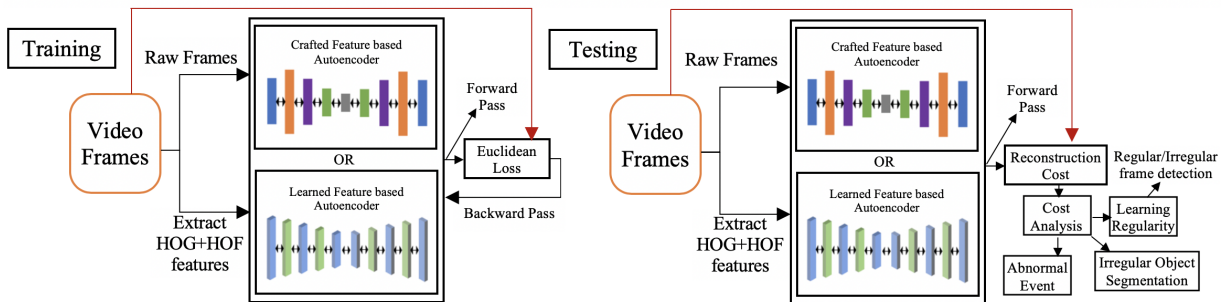 Training
Raw Frames
Video
Frames
Extract
HOG+HOF
features
Crafted Feature based
Autoencoder
OR
Learned Feature based
Autoencoder
Forward
Pass
Euclidean
Loss
Backward Pass
Testing
Raw Frames
Video
Frames
Extract
HOG+HOF
features
Crafted Feature based
Autoencoder
OR
Learned Feature based
Autoencoder
Forward
Pass
Reconstruction
Cost
Regular/Irregular
frame detection
Cost
Analysis
Learning
Regularity
Abnormal
Event
Irregular Object
Segmentation